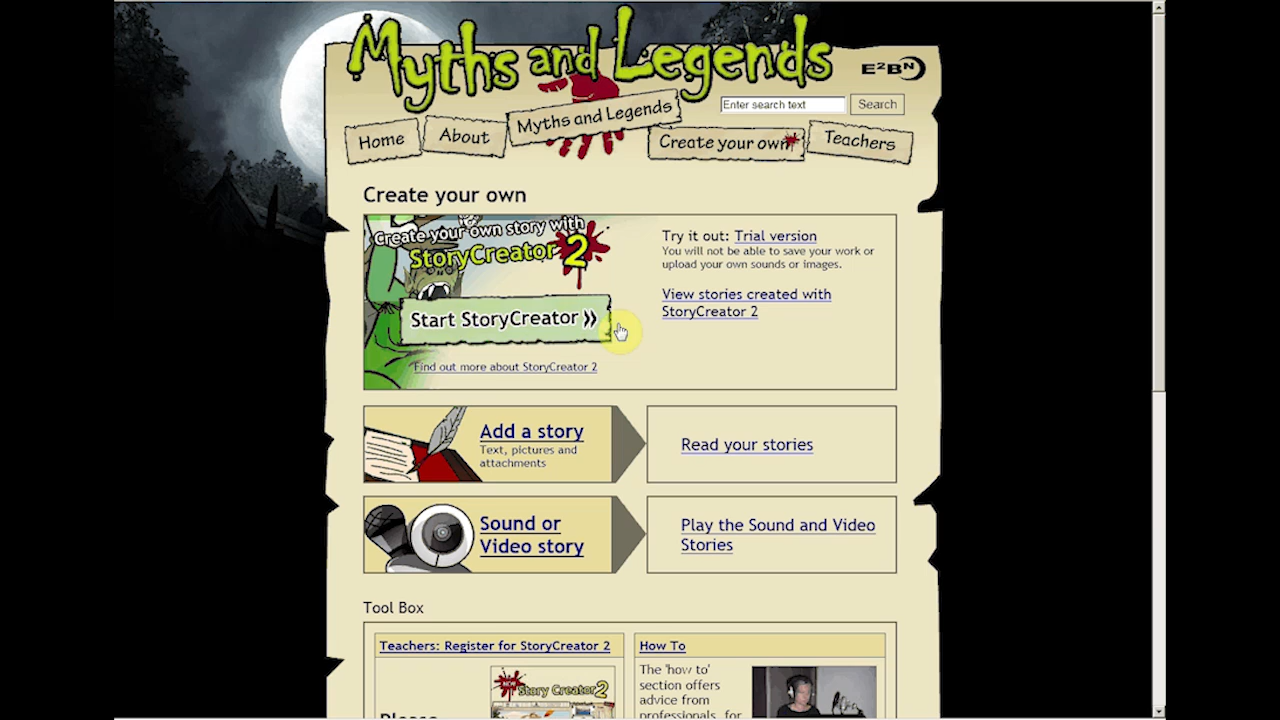 Myths and Legends
E2BN
Enter search text
Search
Home
About
Myths and Legends
Create your own
Teachers
Create your own
Create your own story with
StoryCreator 2
Start StoryCreator »
Find out more about StoryCreator 2
Try it out: Trial version
You will not be able to save your work or
upload your own sounds or images.
View stories created with
StoryCreator 2
Add a story
Text, pictures and
attachments
Read your stories
Sound or
Video story
Play the Sound and Video
Stories
Tool Box
Teachers: Register for StoryCreator 2
NOW
Story Creator 2
Please
How To
The 'how to'
section offers
advice from
professionals, for